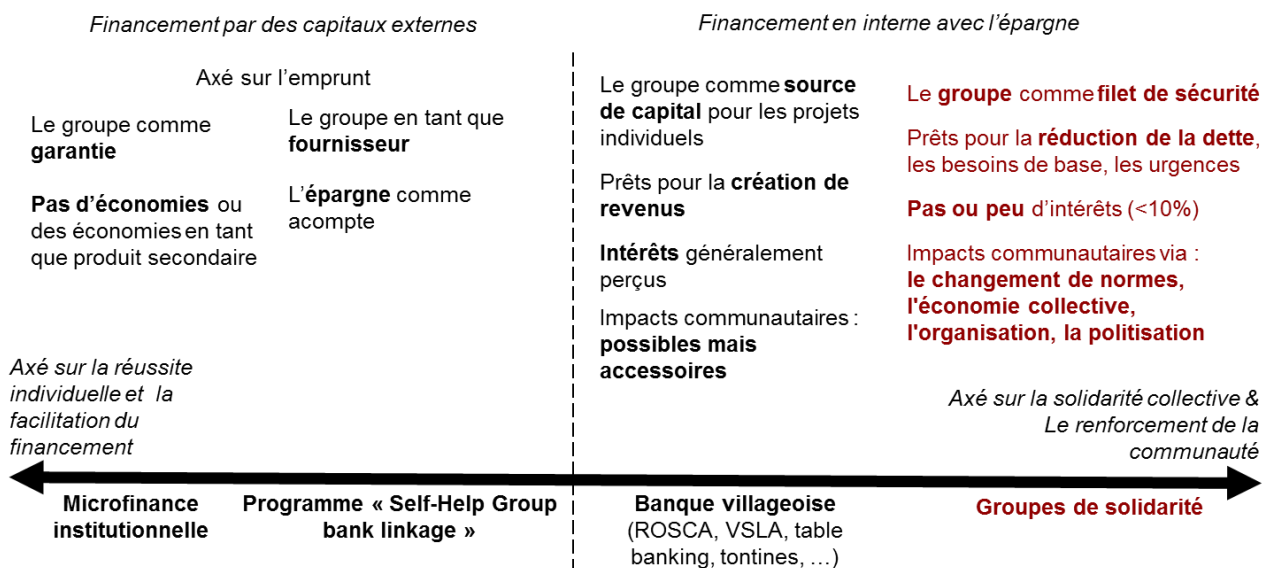 Financement par des capitaux externes
Financement en interne avec l’épargne
Axé sur l’emprunt
Le groupe comme
garantie
Pas d’économies ou
des économies en tant
que produit secondaire
Le groupe en tant que
fournisseur
L’épargne comme
acompte
Le groupe comme source
de capital pour les projets
individuels
Prêts pour la création de
revenus
Intérêts généralement
perçus
Impacts communautaires :
possibles mais
accessoires
Le groupe comme filet de sécurité
Prêts pour la réduction de la dette,
les besoins de base, les urgences
Pas ou peu d’intérêts (<10%)
Impacts communautaires via :
le changement de normes,
l'économie collective,
l'organisation, la politisation
Axé sur la réussite
individuelle et la
facilitation du
financement
Axé sur la solidarité collective &
Le renforcement de la
communauté
Microfinance
institutionnelle
Programme « Self-Help Group
bank linkage »
Banque villageoise
(ROSCA, VSLA, table
banking, tontines, …)
Groupes de solidarité